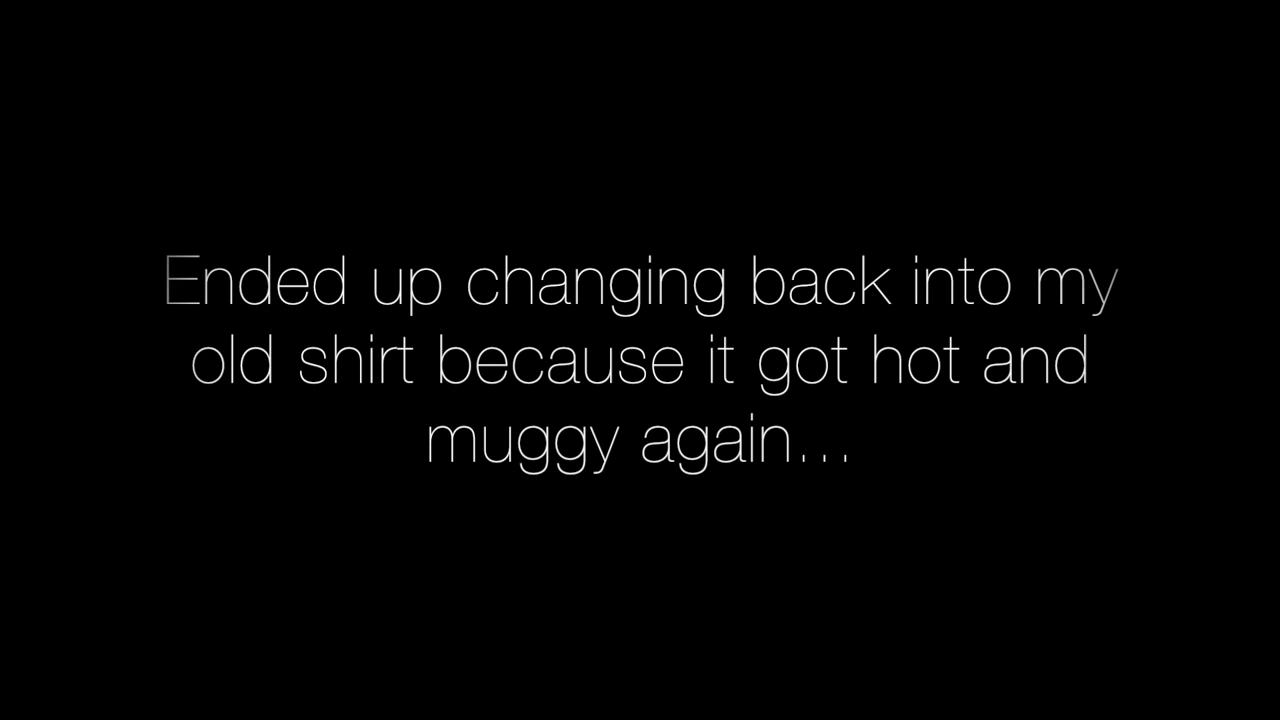 Ended up changing back into my
old shirt because it got hot and
muggy again...